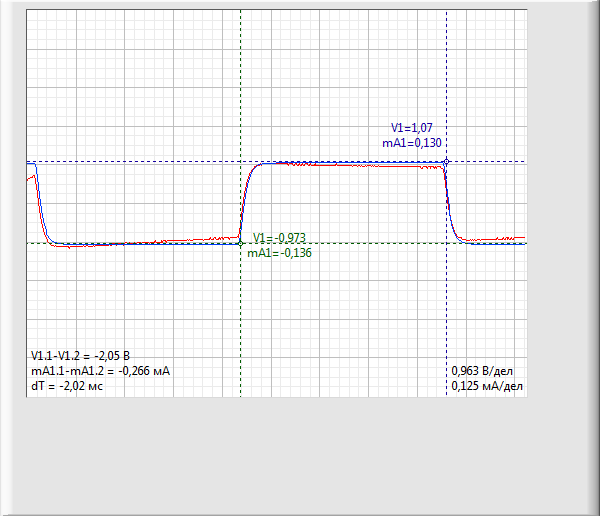 V1=1,07
mA1=0,130
V1=-0,973
mA1=-0,136
V1.1-V1.2 = -2,05 В
mA1.1-mA1.2 = -0,266 мА
dT = -2,02 мс
0,963 В/дел
0,125 мА/дел